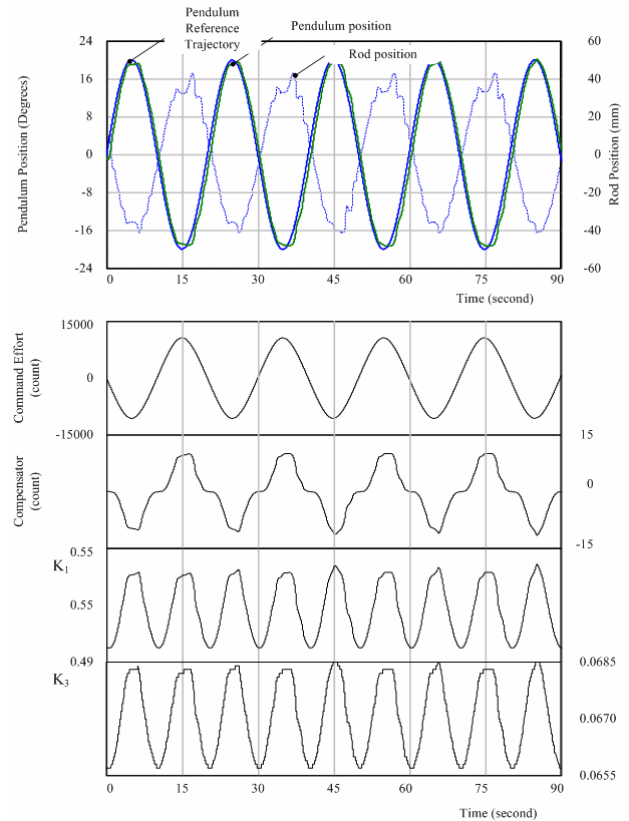 Pendulum
Reference
Trajectory
Pendulum position
Rod position
24
16
8
0
-8
-16
-24
Pendulum Position (Degrees)
60
40
20
0
-20
-40
-60
Rod Position (mm)
0 15 30 45 60 75 90
Time (second)
15000
0
-15000
Command Effort
(count)
15
0
-15
Compensator
(count)
0.55
K1
0.55
0.49
K3
0.0685
0.0670
0.0655
0 15 30 45 60 75 90
Time (second)